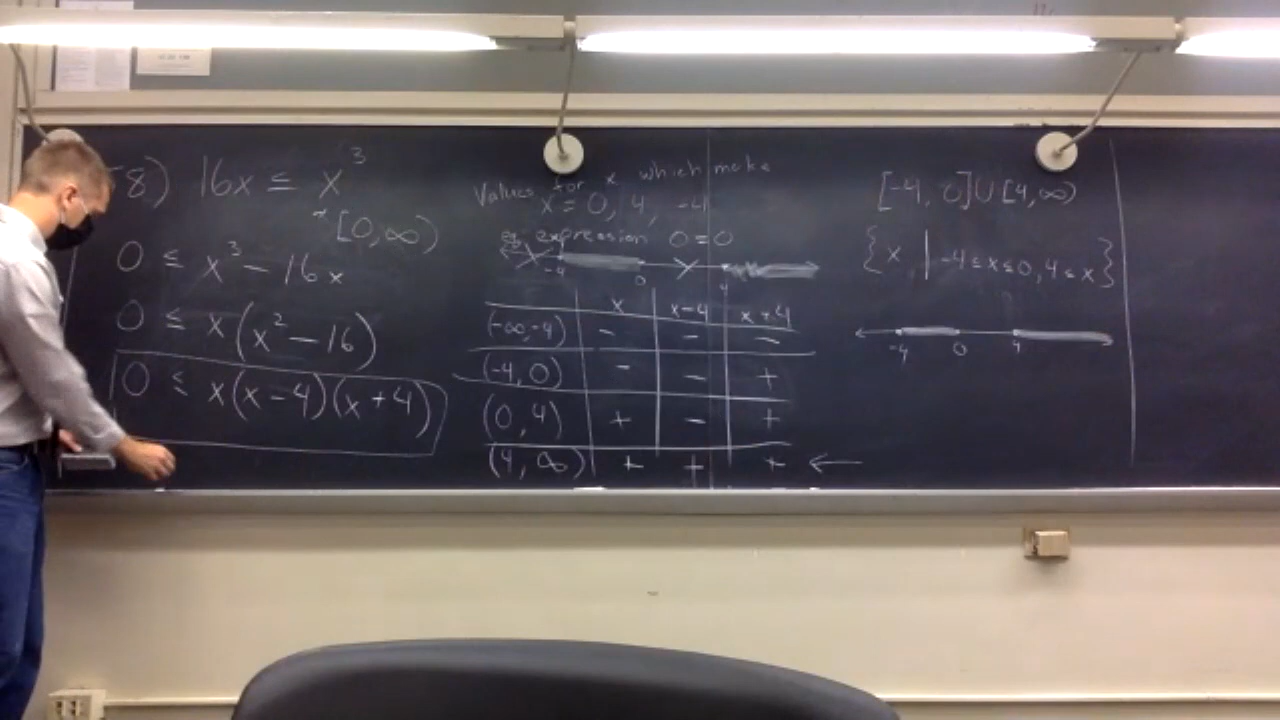 58) 16x ≤ x³
~[0, ∞)
0 ≤ x³ - 16x
0 ≤ x(x² - 16)
0 ≤ x(x-4)(x+4)
Values for x which make
x = 0, 4, -4
expression 0=0
-4 0 4
x x-4 x+4
(-∞,-4) - - -
(-4, 0) - - +
(0, 4) + - +
(4, ∞) + + + ←
[-4, 0]∪[4,∞)
{x | -4≤x≤0, 4≤x}
-4 0 4